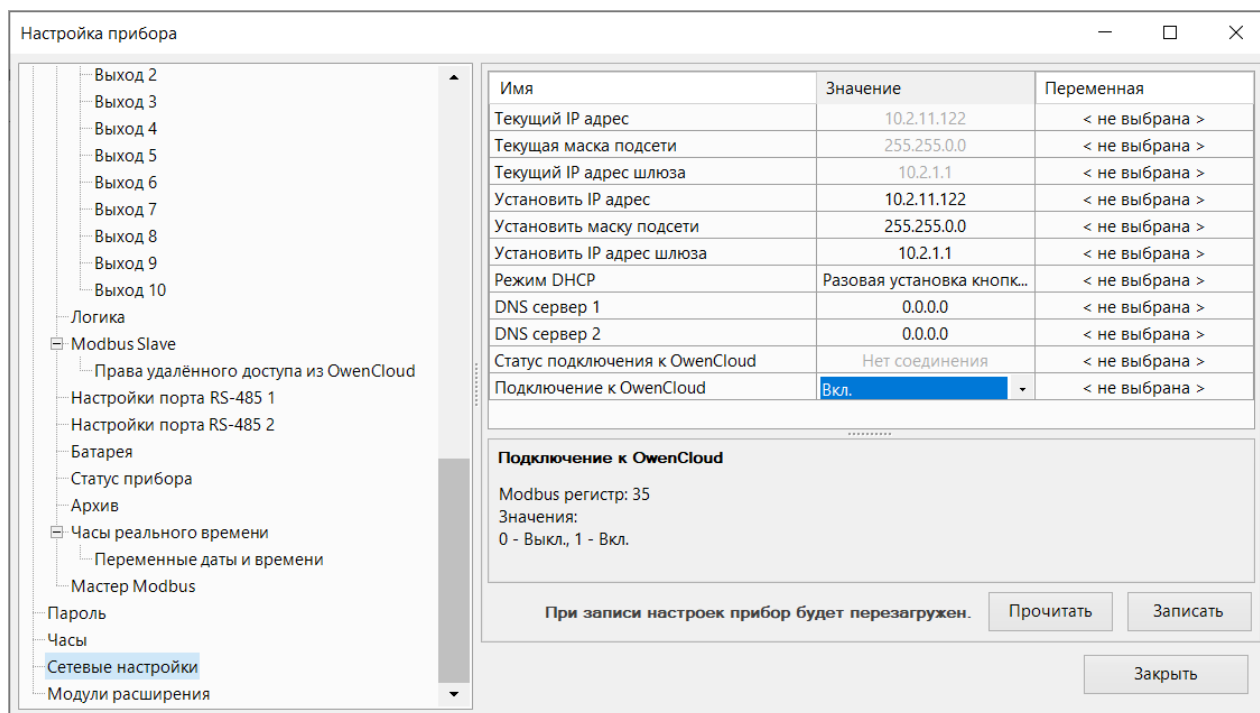 Настройка прибора
Выход 2
Выход 3
Выход 4
Выход 5
Выход 6
Выход 7
Выход 8
Выход 9
Выход 10
Логика
Modbus Slave
Права удалённого доступа из OwenCloud
Настройки порта RS-485 1
Настройки порта RS-485 2
Батарея
Статус прибора
Архив
Часы реального времени
Переменные даты и времени
Мастер Modbus
Пароль
Часы
Сетевые настройки
Модули расширения
Имя Значение Переменная
Текущий IP адрес 10.2.11.122 < не выбрана >
Текущая маска подсети 255.255.0.0 < не выбрана >
Текущий IP адрес шлюза 10.2.1.1 < не выбрана >
Установить IP адрес 10.2.11.122 < не выбрана >
Установить маску подсети 255.255.0.0 < не выбрана >
Установить IP адрес шлюза 10.2.1.1 < не выбрана >
Режим DHCP Разовая установка кнопк... < не выбрана >
DNS сервер 1 0.0.0.0 < не выбрана >
DNS сервер 2 0.0.0.0 < не выбрана >
Статус подключения к OwenCloud Нет соединения < не выбрана >
Подключение к OwenCloud Вкл. < не выбрана >
Подключение к OwenCloud
Modbus регистр: 35
Значения:
0 - Выкл., 1 - Вкл.
При записи настроек прибор будет перезагружен. Прочитать Записать
Закрыть